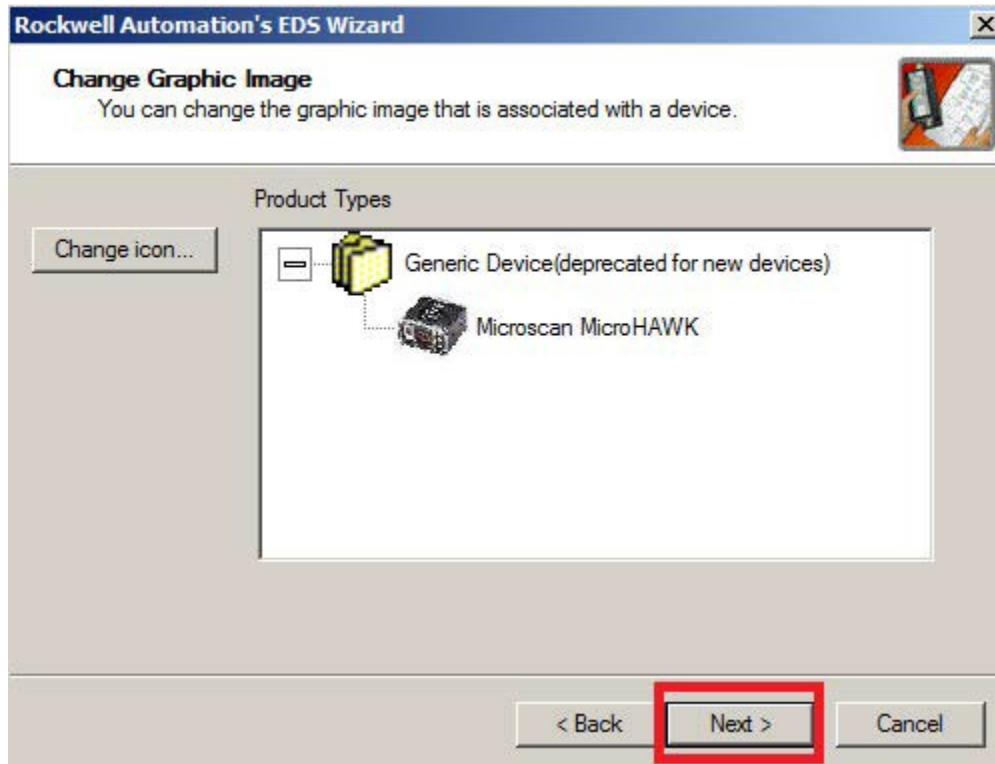 Rockwell Automation's EDS Wizard
Change Graphic Image
You can change the graphic image that is associated with a device.
Product Types
Change icon...
Generic Device(deprecated for new devices)
Microscan MicroHAWK
< Back
Next >
Cancel